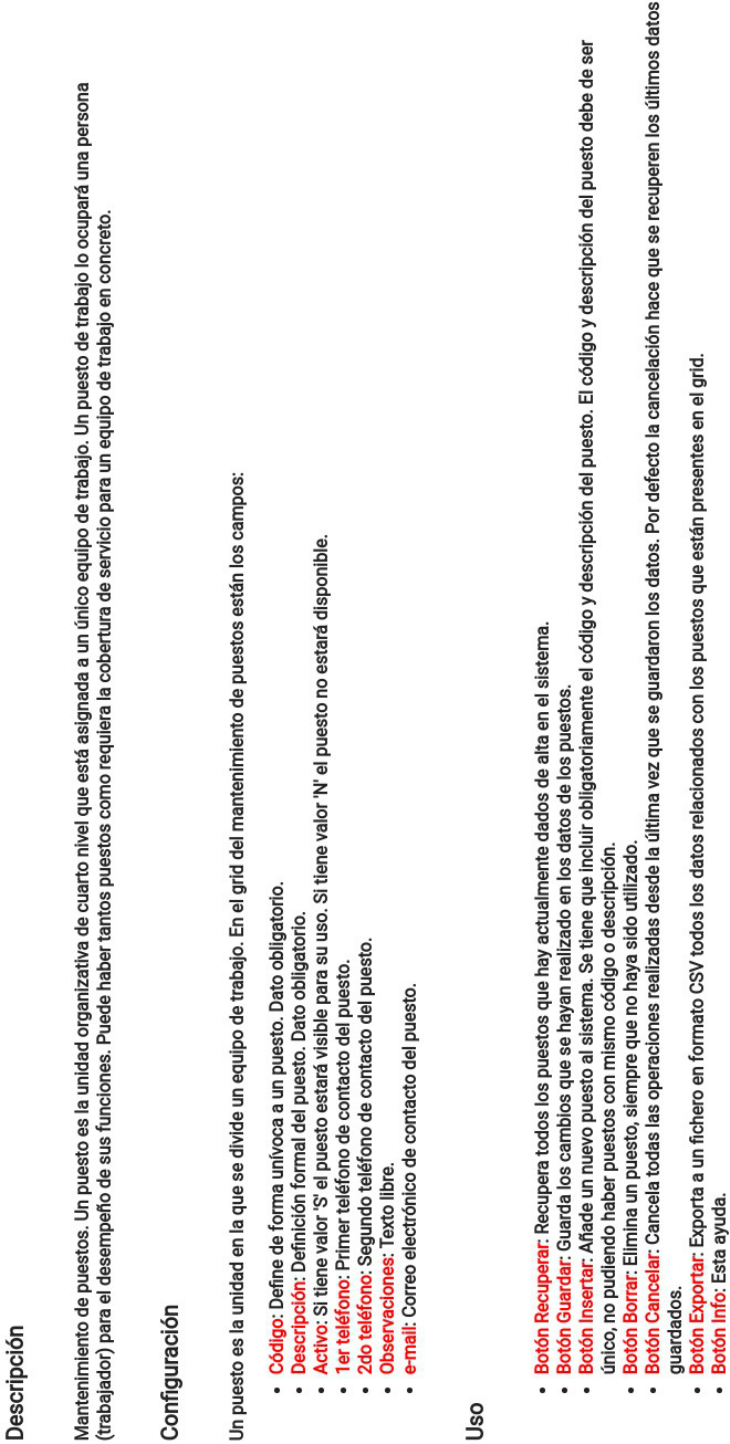 Descripción
Mantenimiento de puestos. Un puesto es la unidad organizativa de cuarto nivel que está asignada a un único equipo de trabajo. Un puesto de trabajo lo ocupará una persona
(trabajador) para el desempeño de sus funciones. Puede haber tantos puestos como requiera la cobertura de servicio para un equipo de trabajo en concreto.
Configuración
Un puesto es la unidad en la que se divide un equipo de trabajo. En el grid del mantenimiento de puestos están los campos:
• Código: Define de forma unívoca a un puesto. Dato obligatorio.
• Descripción: Definición formal del puesto. Dato obligatorio.
• Activo: Si tiene valor 'S' el puesto estará visible para su uso. Si tiene valor 'N' el puesto no estará disponible.
• 1er teléfono: Primer teléfono de contacto del puesto.
• 2do teléfono: Segundo teléfono de contacto del puesto.
• Observaciones: Texto libre.
• e-mail: Correo electrónico de contacto del puesto.
Uso
• Botón Recuperar: Recupera todos los puestos que hay actualmente dados de alta en el sistema.
• Botón Guardar: Guarda los cambios que se hayan realizado en los datos de los puestos.
• Botón Insertar: Añade un nuevo puesto al sistema. Se tiene que incluir obligatoriamente el código y descripción del puesto. El código y descripción del puesto debe de ser
único, no pudiendo haber puestos con mismo código o descripción.
• Botón Borrar: Elimina un puesto, siempre que no haya sido utilizado.
• Botón Cancelar: Cancela todas las operaciones realizadas desde la última vez que se guardaron los datos. Por defecto la cancelación hace que se recuperen los últimos datos
guardados.
• Botón Exportar: Exporta a un fichero en formato CSV todos los datos relacionados con los puestos que están presentes en el grid.
• Botón Info: Esta ayuda.